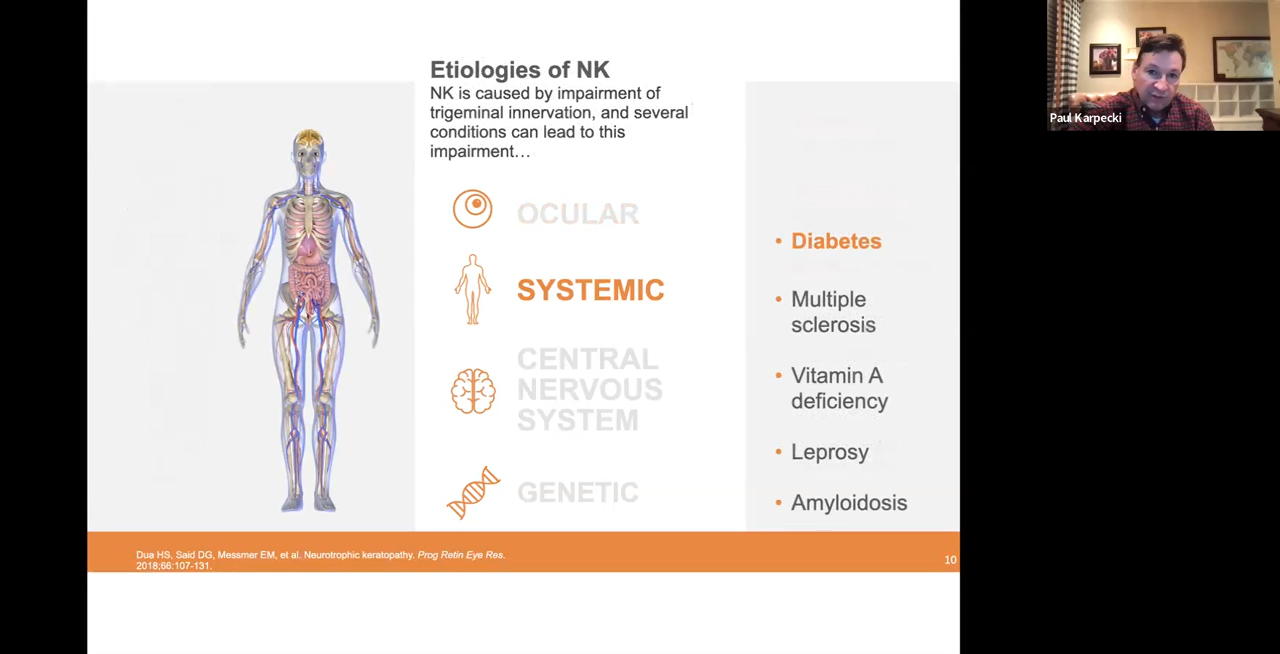 Etiologies of NK
NK is caused by impairment of
trigeminal innervation, and several
conditions can lead to this
impairment…
OCULAR
SYSTEMIC
CENTRAL
NERVOUS
SYSTEM
GENETIC
• Diabetes
• Multiple
sclerosis
• Vitamin A
deficiency
• Leprosy
• Amyloidosis
Dua HS, Said DG, Messmer EM, et al. Neurotrophic keratopathy. Prog Retin Eye Res.
2018;66:107-131.
10
Paul Karpecki